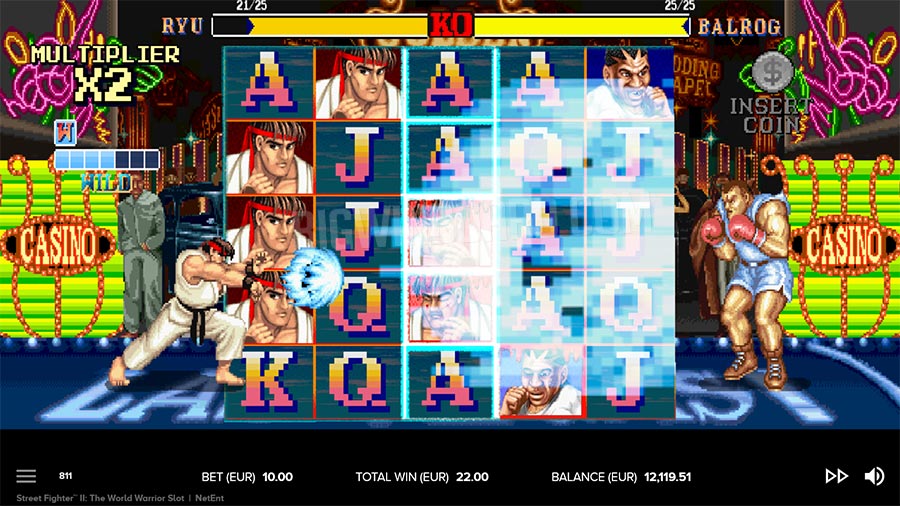 21/25 25/25
RYU KO BALROG
MULTIPLIER
X2
INSERT
COIN
W
WILD
A A A
J A Q J
J A J
Q A Q
K Q A J
CASINO CASINO
811 BET (EUR) 10.00 TOTAL WIN (EUR) 22.00 BALANCE (EUR) 12,119.51
Street Fighter™ II: The World Warrior Slot | NetEnt